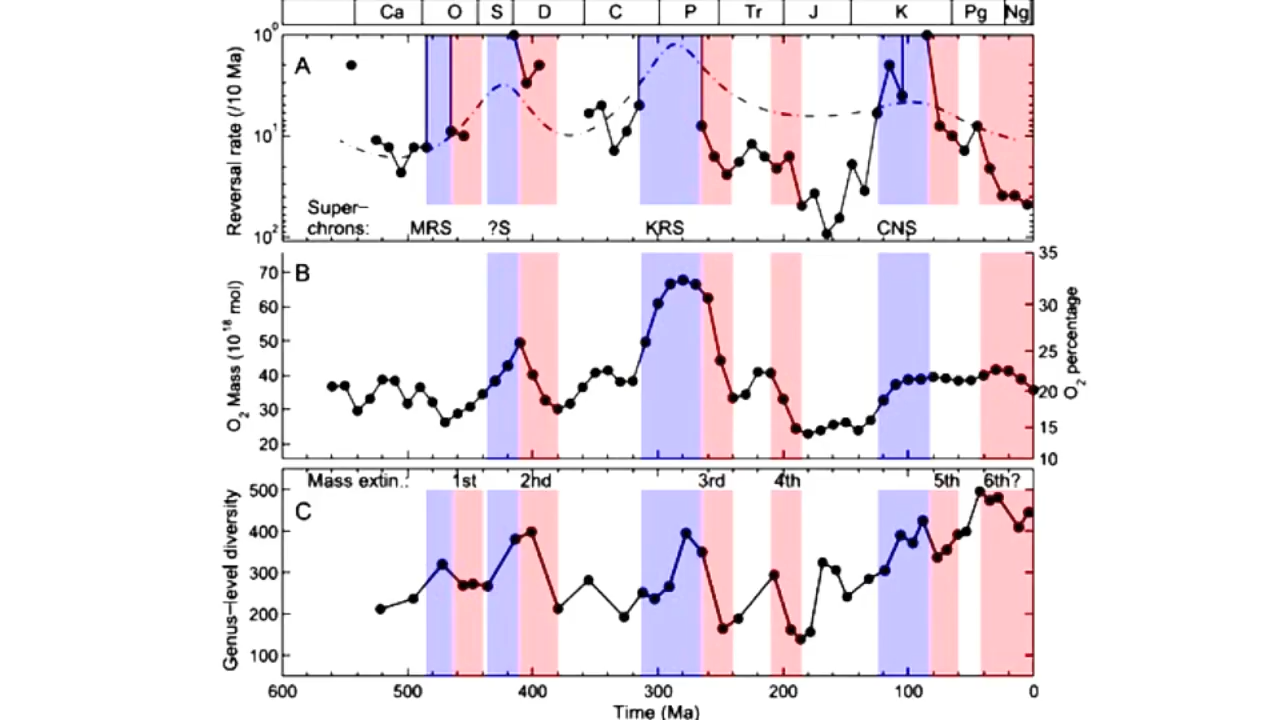 Ca O S D C P Tr J K Pg Ng
A
Reversal rate (/10 Ma)
10⁰
10¹
10²
Super–
chrons: MRS ?S KRS CNS
B
O₂ Mass (10¹⁸ mol)
70
60
50
40
30
20
35
30
25
20
15
10
O₂ percentage
Mass extin.: 1st 2nd 3rd 4th 5th 6th?
C
Genus–level diversity
500
400
300
200
100
600 500 400 300 200 100 0
Time (Ma)